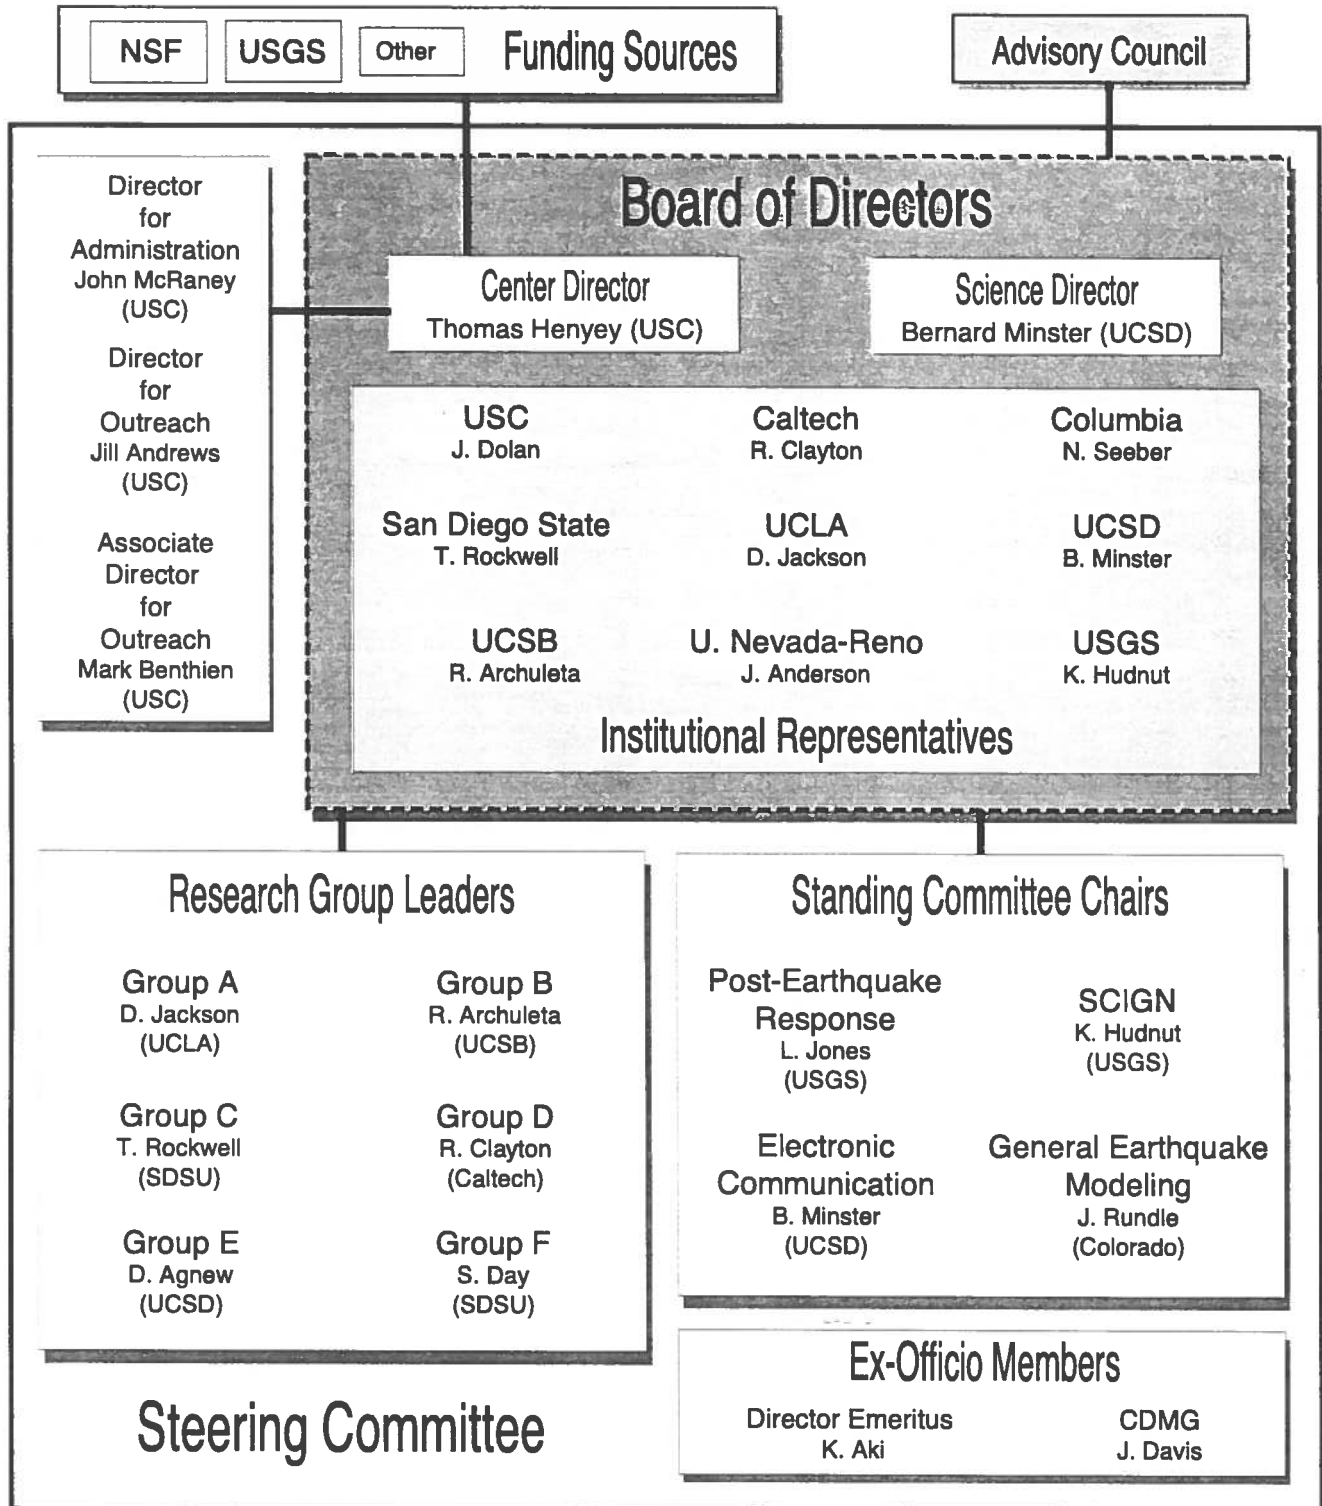 NSF
USGS
Other
Funding Sources
Advisory Council
Director
for
Administration
John McRaney
(USC)
Director
for
Outreach
Jill Andrews
(USC)
Associate
Director
for
Outreach
Mark Benthien
(USC)
Board of Directors
Center Director
Thomas Henyey (USC)
Science Director
Bernard Minster (UCSD)
USC
J. Dolan
Caltech
R. Clayton
Columbia
N. Seeber
San Diego State
T. Rockwell
UCLA
D. Jackson
UCSD
B. Minster
UCSB
R. Archuleta
U. Nevada-Reno
J. Anderson
USGS
K. Hudnut
Institutional Representatives
Research Group Leaders
Group A
D. Jackson
(UCLA)
Group B
R. Archuleta
(UCSB)
Group C
T. Rockwell
(SDSU)
Group D
R. Clayton
(Caltech)
Group E
D. Agnew
(UCSD)
Group F
S. Day
(SDSU)
Standing Committee Chairs
Post-Earthquake
Response
L. Jones
(USGS)
SCIGN
K. Hudnut
(USGS)
Electronic
Communication
B. Minster
(UCSD)
General Earthquake
Modeling
J. Rundle
(Colorado)
Ex-Officio Members
Director Emeritus
K. Aki
CDMG
J. Davis
Steering Committee